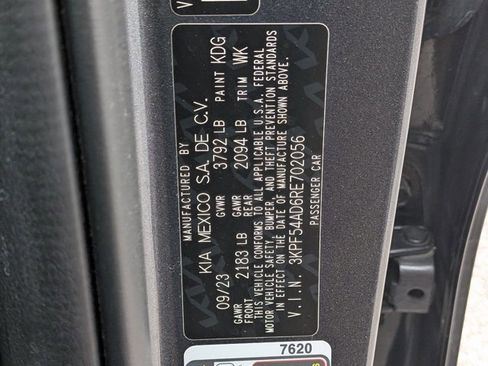 MANUFACTURED BY
KIA MEXICO S.A. DE C.V.
09/23 GVWR 3792 LB PAINT KDG
GAWR FRONT 2183 LB GAWR REAR 2094 LB TRIM WK
THIS VEHICLE CONFORMS TO ALL APPLICABLE U.S.A. FEDERAL
MOTOR VEHICLE SAFETY, BUMPER, AND THEFT PREVENTION STANDARDS
IN EFFECT ON THE DATE OF MANUFACTURE SHOWN ABOVE.
V.I.N. 3KPF54AD6RE702056
PASSENGER CAR
7620